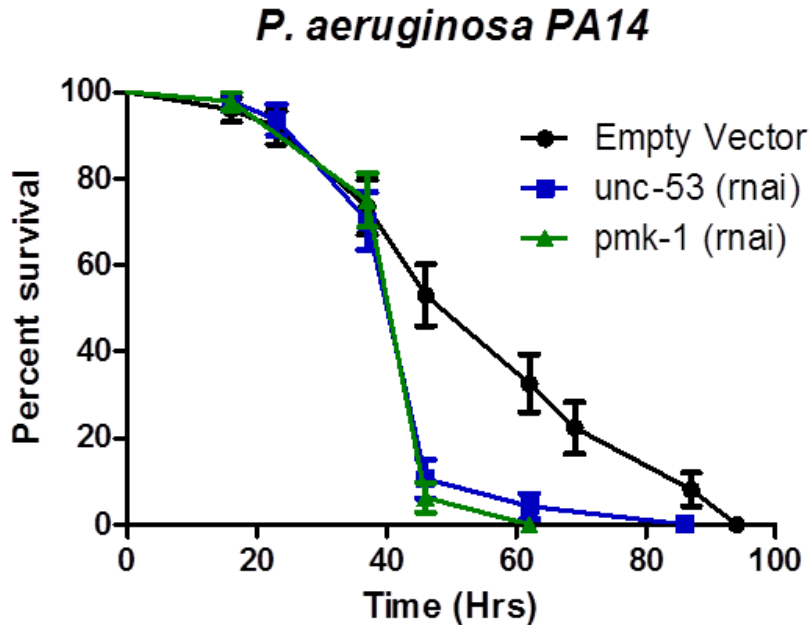 P. aeruginosa PA14
Empty Vector
unc-53 (rnai)
pmk-1 (rnai)
Percent survival
100
80
60
40
20
0
0 20 40 60 80 100
Time (Hrs)